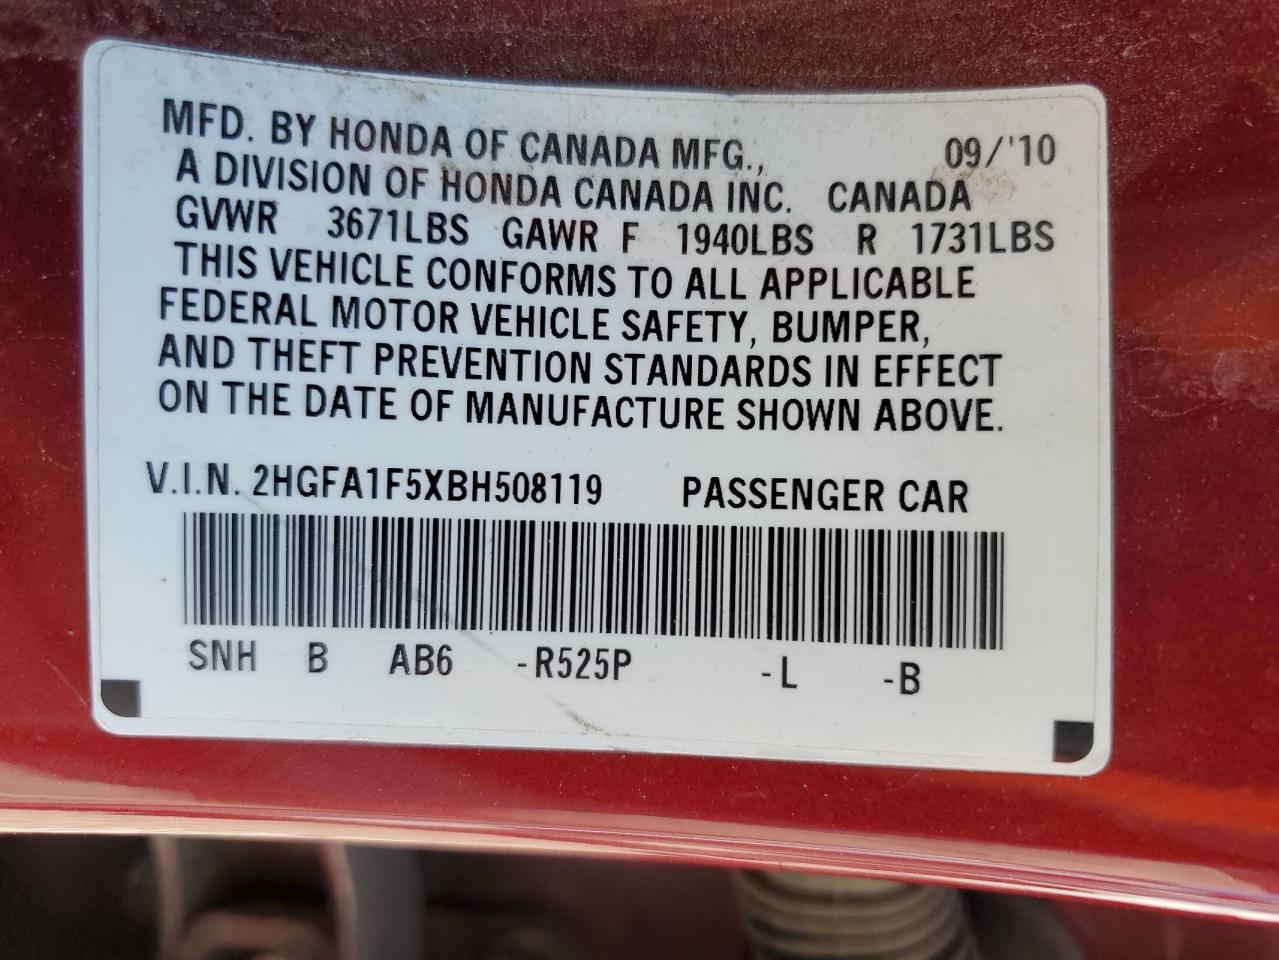 MFD. BY HONDA OF CANADA MFG., 09/'10
A DIVISION OF HONDA CANADA INC. CANADA
GVWR 3671LBS GAWR F 1940LBS R 1731LBS
THIS VEHICLE CONFORMS TO ALL APPLICABLE
FEDERAL MOTOR VEHICLE SAFETY, BUMPER,
AND THEFT PREVENTION STANDARDS IN EFFECT
ON THE DATE OF MANUFACTURE SHOWN ABOVE.
V.I.N. 2HGFA1F5XBH508119 PASSENGER CAR
SNH B AB6 -R525P -L -B